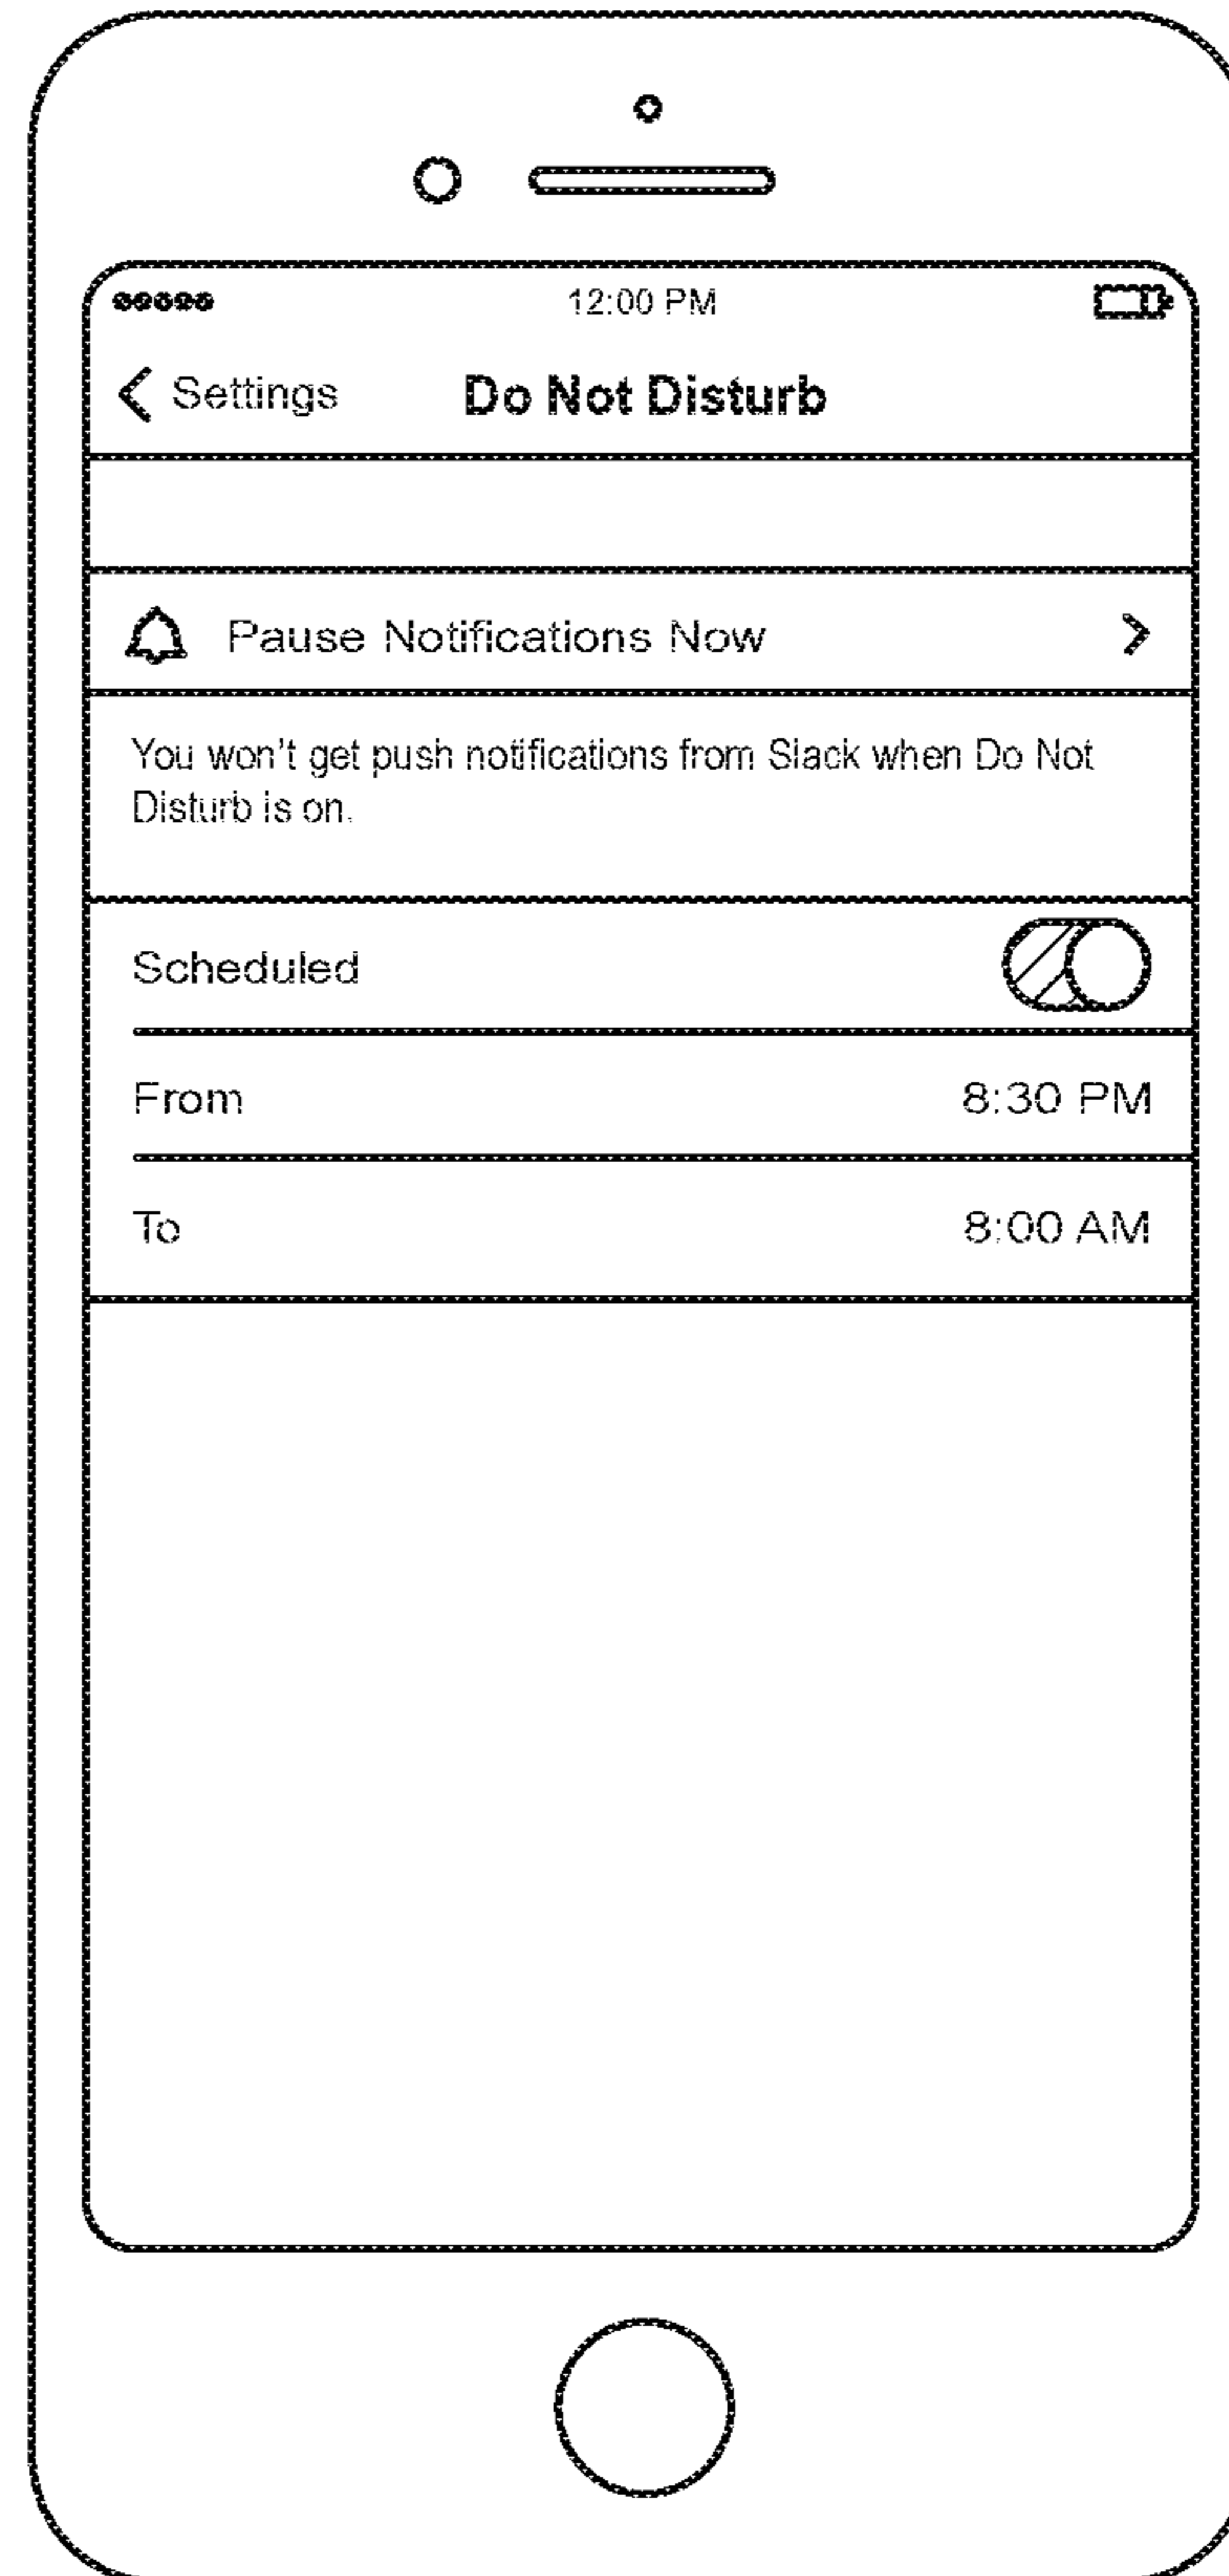 12:00 PM
Settings Do Not Disturb
Pause Notifications Now
You won't get push notifications from Slack when Do Not
Disturb is on.
Scheduled
From 8:30 PM
To 8:00 AM